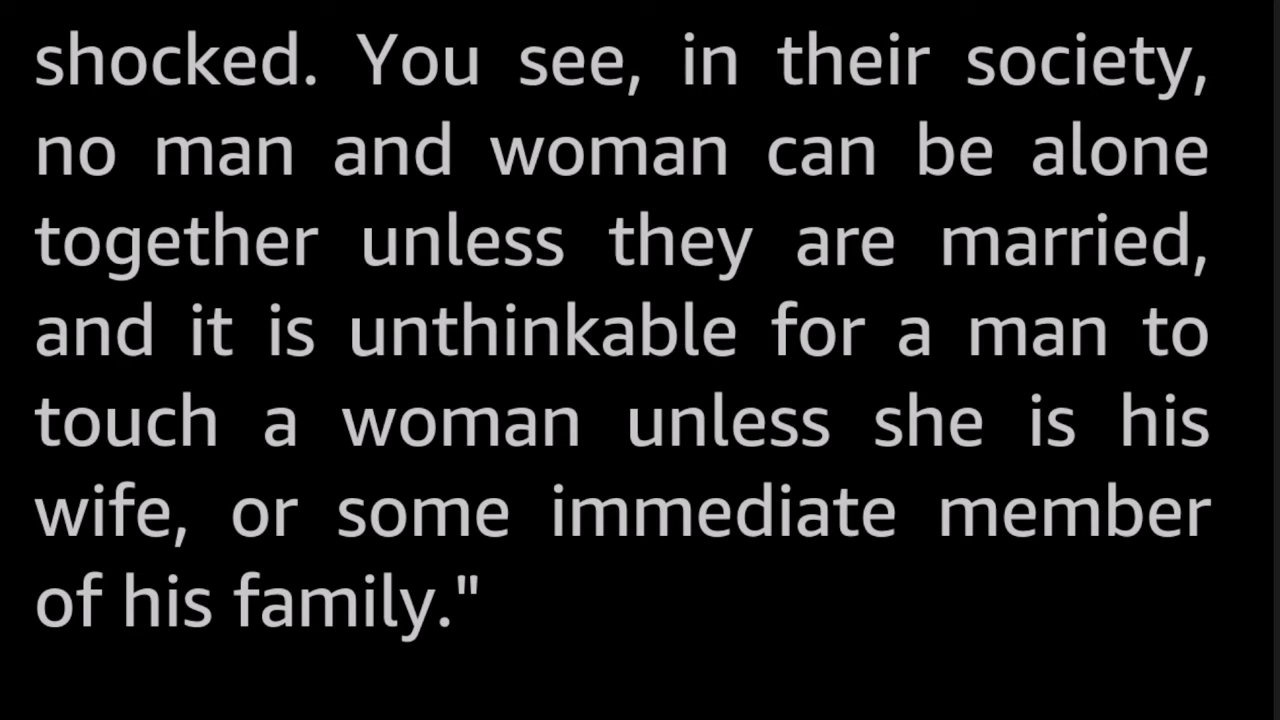 shocked. You see, in their society,
no man and woman can be alone
together unless they are married,
and it is unthinkable for a man to
touch a woman unless she is his
wife, or some immediate member
of his family."